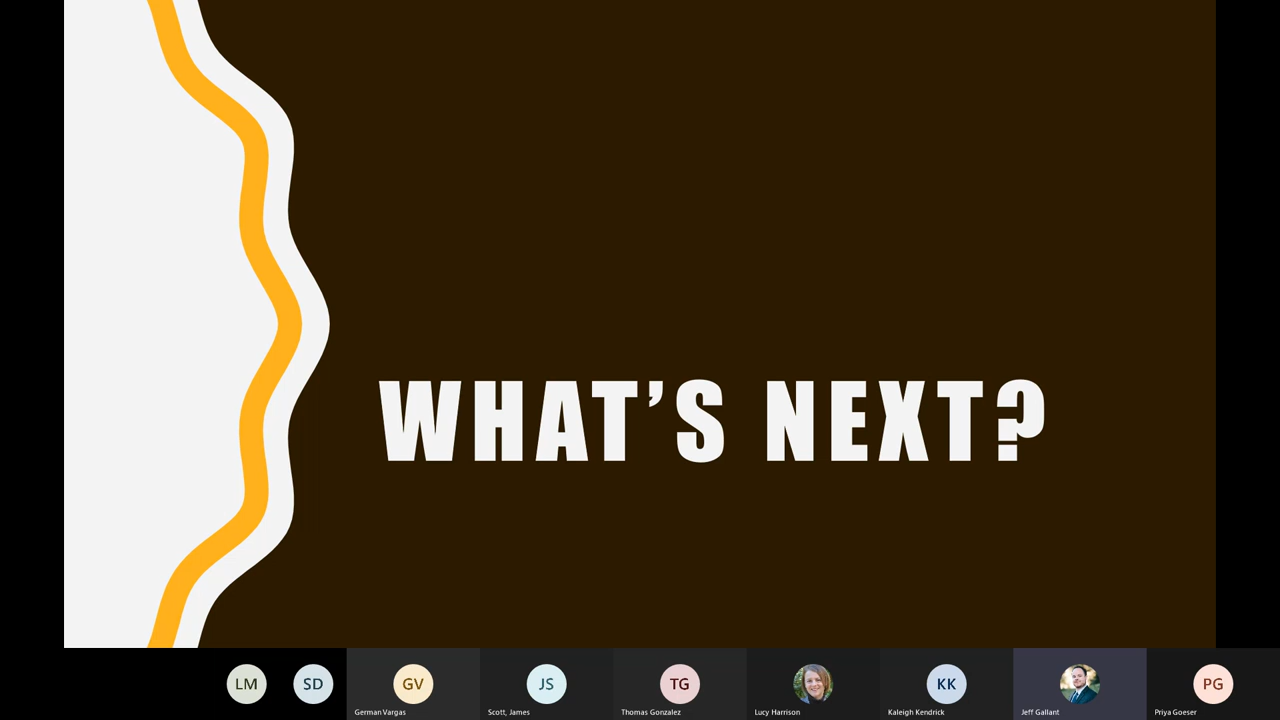 WHAT’S NEXT?
LM
SD
GV
JS
TG
KK
PG
German Vargas
Scott, James
Thomas Gonzalez
Lucy Harrison
Kaleigh Kendrick
Jeff Gallant
Priya Goeser